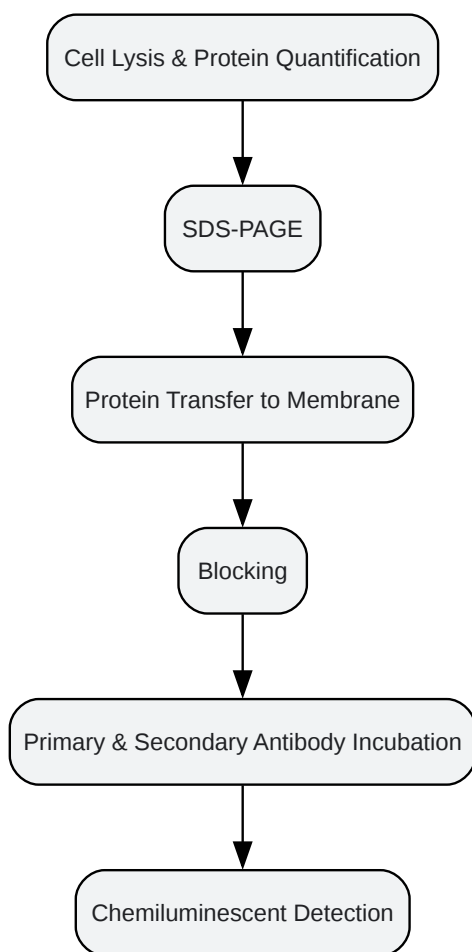 Cell Lysis & Protein Quantification
SDS-PAGE
Protein Transfer to Membrane
Blocking
Primary & Secondary Antibody Incubation
Chemiluminescent Detection